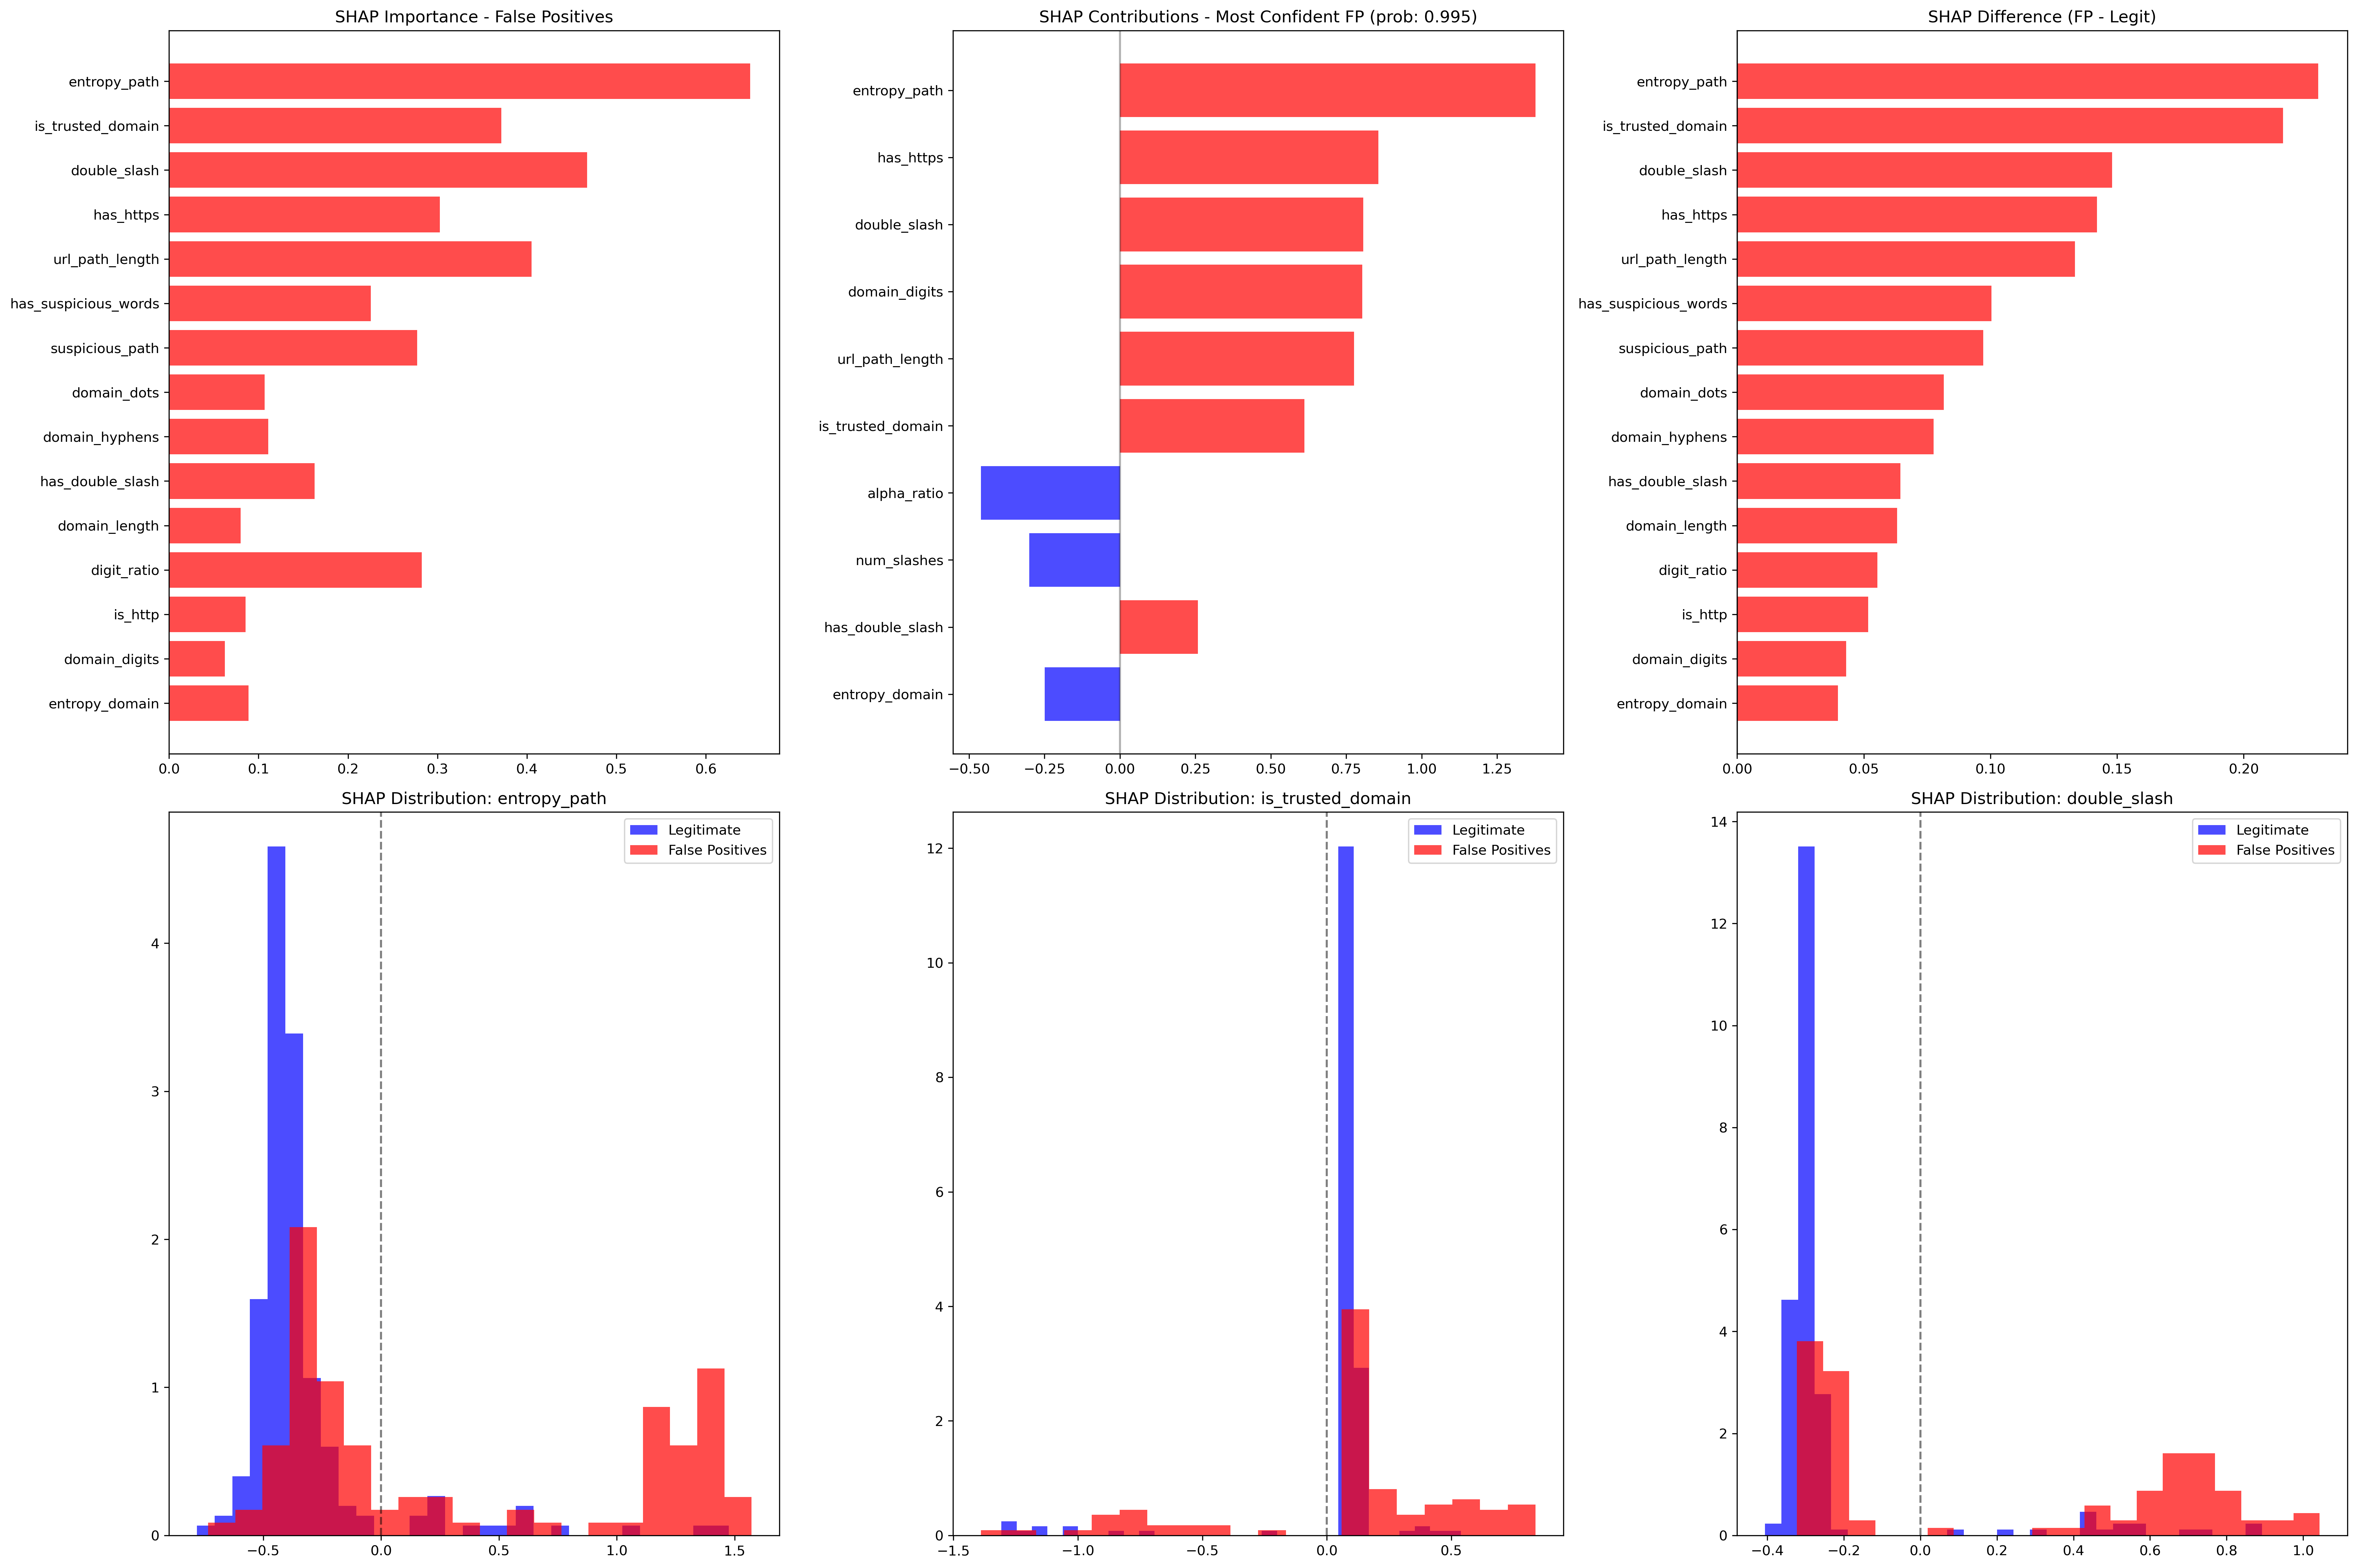 SHAP Importance - False Positives
entropy_path
is_trusted_domain
double_slash
has_https
url_path_length
has_suspicious_words
suspicious_path
domain_dots
domain_hyphens
has_double_slash
domain_length
digit_ratio
is_http
domain_digits
entropy_domain
0.0 0.1 0.2 0.3 0.4 0.5 0.6
SHAP Contributions - Most Confident FP (prob: 0.995)
entropy_path
has_https
double_slash
domain_digits
url_path_length
is_trusted_domain
alpha_ratio
num_slashes
has_double_slash
entropy_domain
−0.50 −0.25 0.00 0.25 0.50 0.75 1.00 1.25
SHAP Difference (FP - Legit)
entropy_path
is_trusted_domain
double_slash
has_https
url_path_length
has_suspicious_words
suspicious_path
domain_dots
domain_hyphens
has_double_slash
domain_length
digit_ratio
is_http
domain_digits
entropy_domain
0.00 0.05 0.10 0.15 0.20
SHAP Distribution: entropy_path
Legitimate
False Positives
4
3
2
1
0
−0.5 0.0 0.5 1.0 1.5
SHAP Distribution: is_trusted_domain
Legitimate
False Positives
12
10
8
6
4
2
0
−1.5 −1.0 −0.5 0.0 0.5
SHAP Distribution: double_slash
Legitimate
False Positives
14
12
10
8
6
4
2
0
−0.4 −0.2 0.0 0.2 0.4 0.6 0.8 1.0